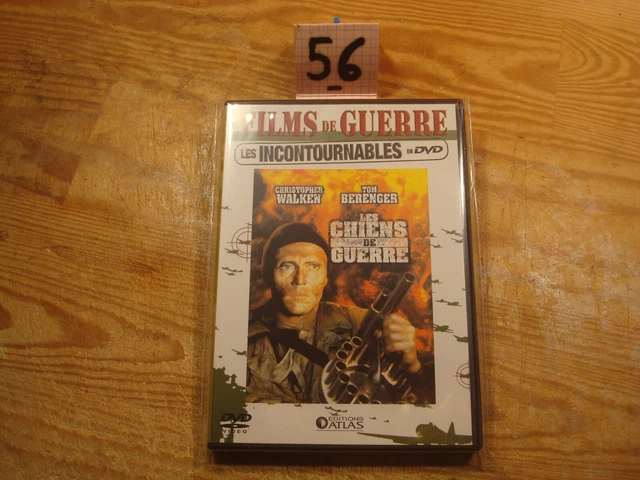 56
FILMS DE GUERRE
LES INCONTOURNABLES EN DVD
CHRISTOPHER WALKEN
TOM BERENGER
LES
CHIENS
DE
GUERRE
DVD
VIDEO
EDITIONS
ATLAS